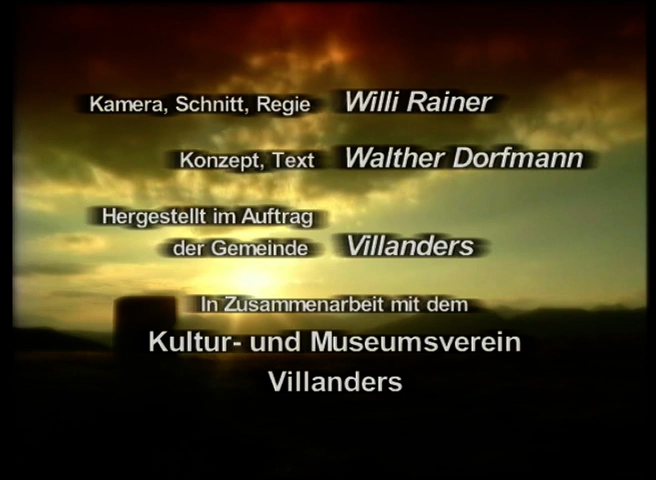 Kamera, Schnitt, Regie Willi Rainer
Konzept, Text Walther Dorfmann
Hergestellt im Auftrag
der Gemeinde Villanders
In Zusammenarbeit mit dem
Kultur- und Museumsverein
Villanders